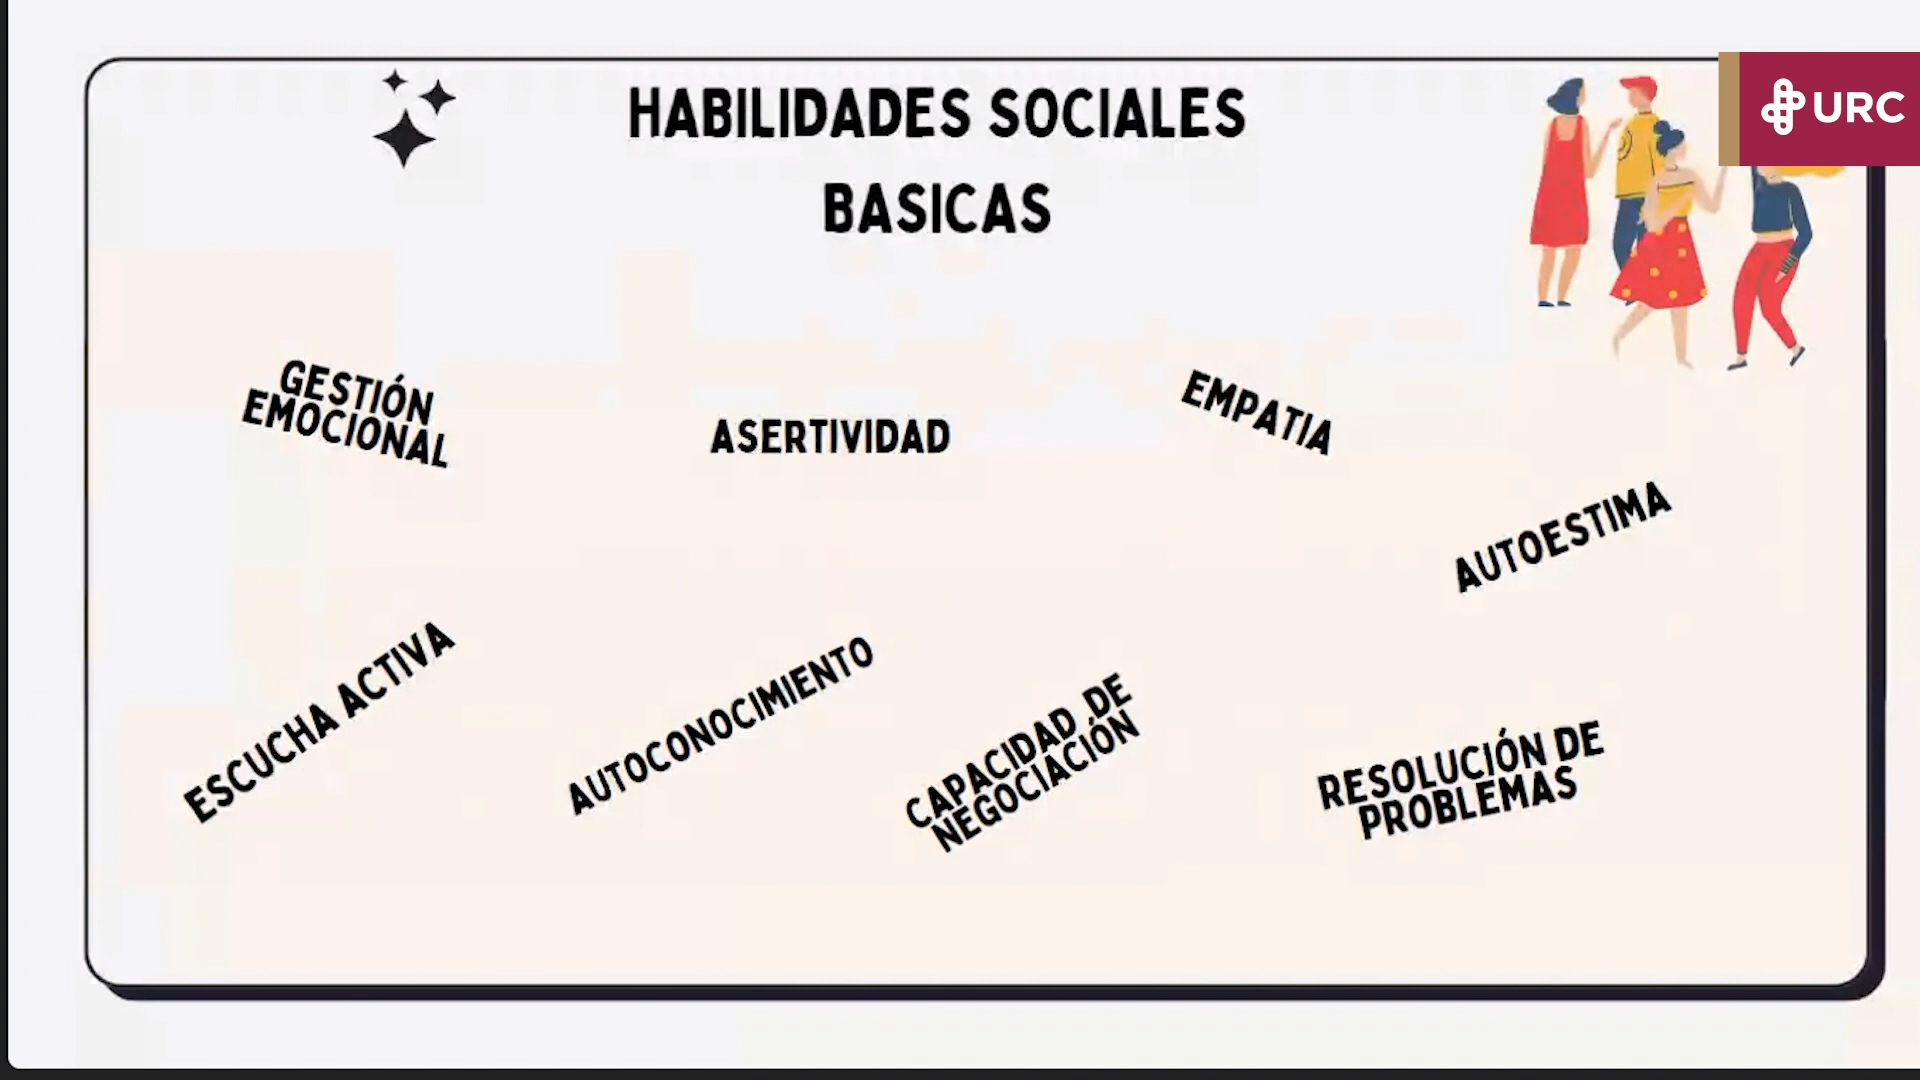 HABILIDADES SOCIALES
BASICAS
URC
GESTIÓN
EMOCIONAL
ASERTIVIDAD
EMPATIA
AUTOESTIMA
ESCUCHA ACTIVA
AUTOCONOCIMIENTO
CAPACIDAD DE
NEGOCIACIÓN
RESOLUCIÓN DE
PROBLEMAS